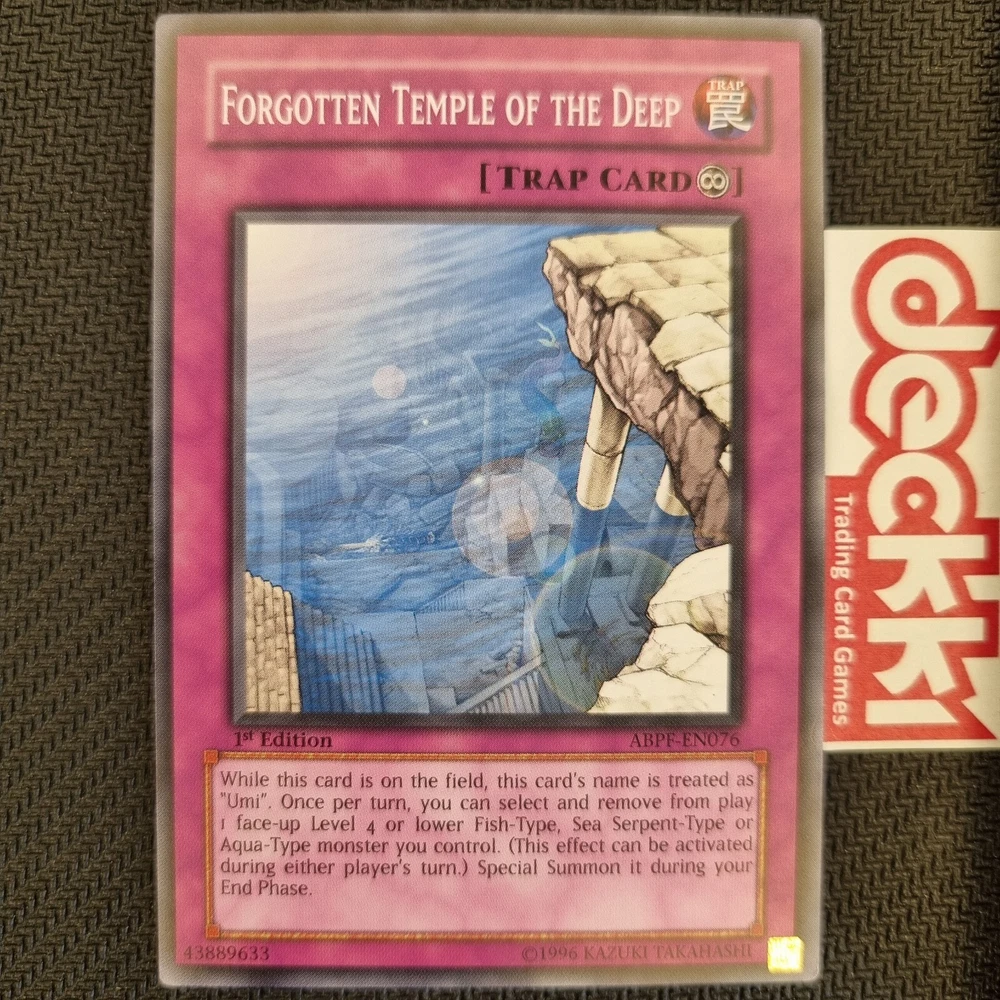 FORGOTTEN TEMPLE OF THE DEEP
TRAP
罠
[TRAP CARD♾]
1st Edition
ABPF-EN076
While this card is on the field, this card's name is treated as
"Umi". Once per turn, you can select and remove from play
1 face-up Level 4 or lower Fish-Type, Sea Serpent-Type or
Aqua-Type monster you control. (This effect can be activated
during either player's turn.) Special Summon it during your
End Phase.
43889633
©1996 KAZUKI TAKAHASHI
deckki
Trading Card Games